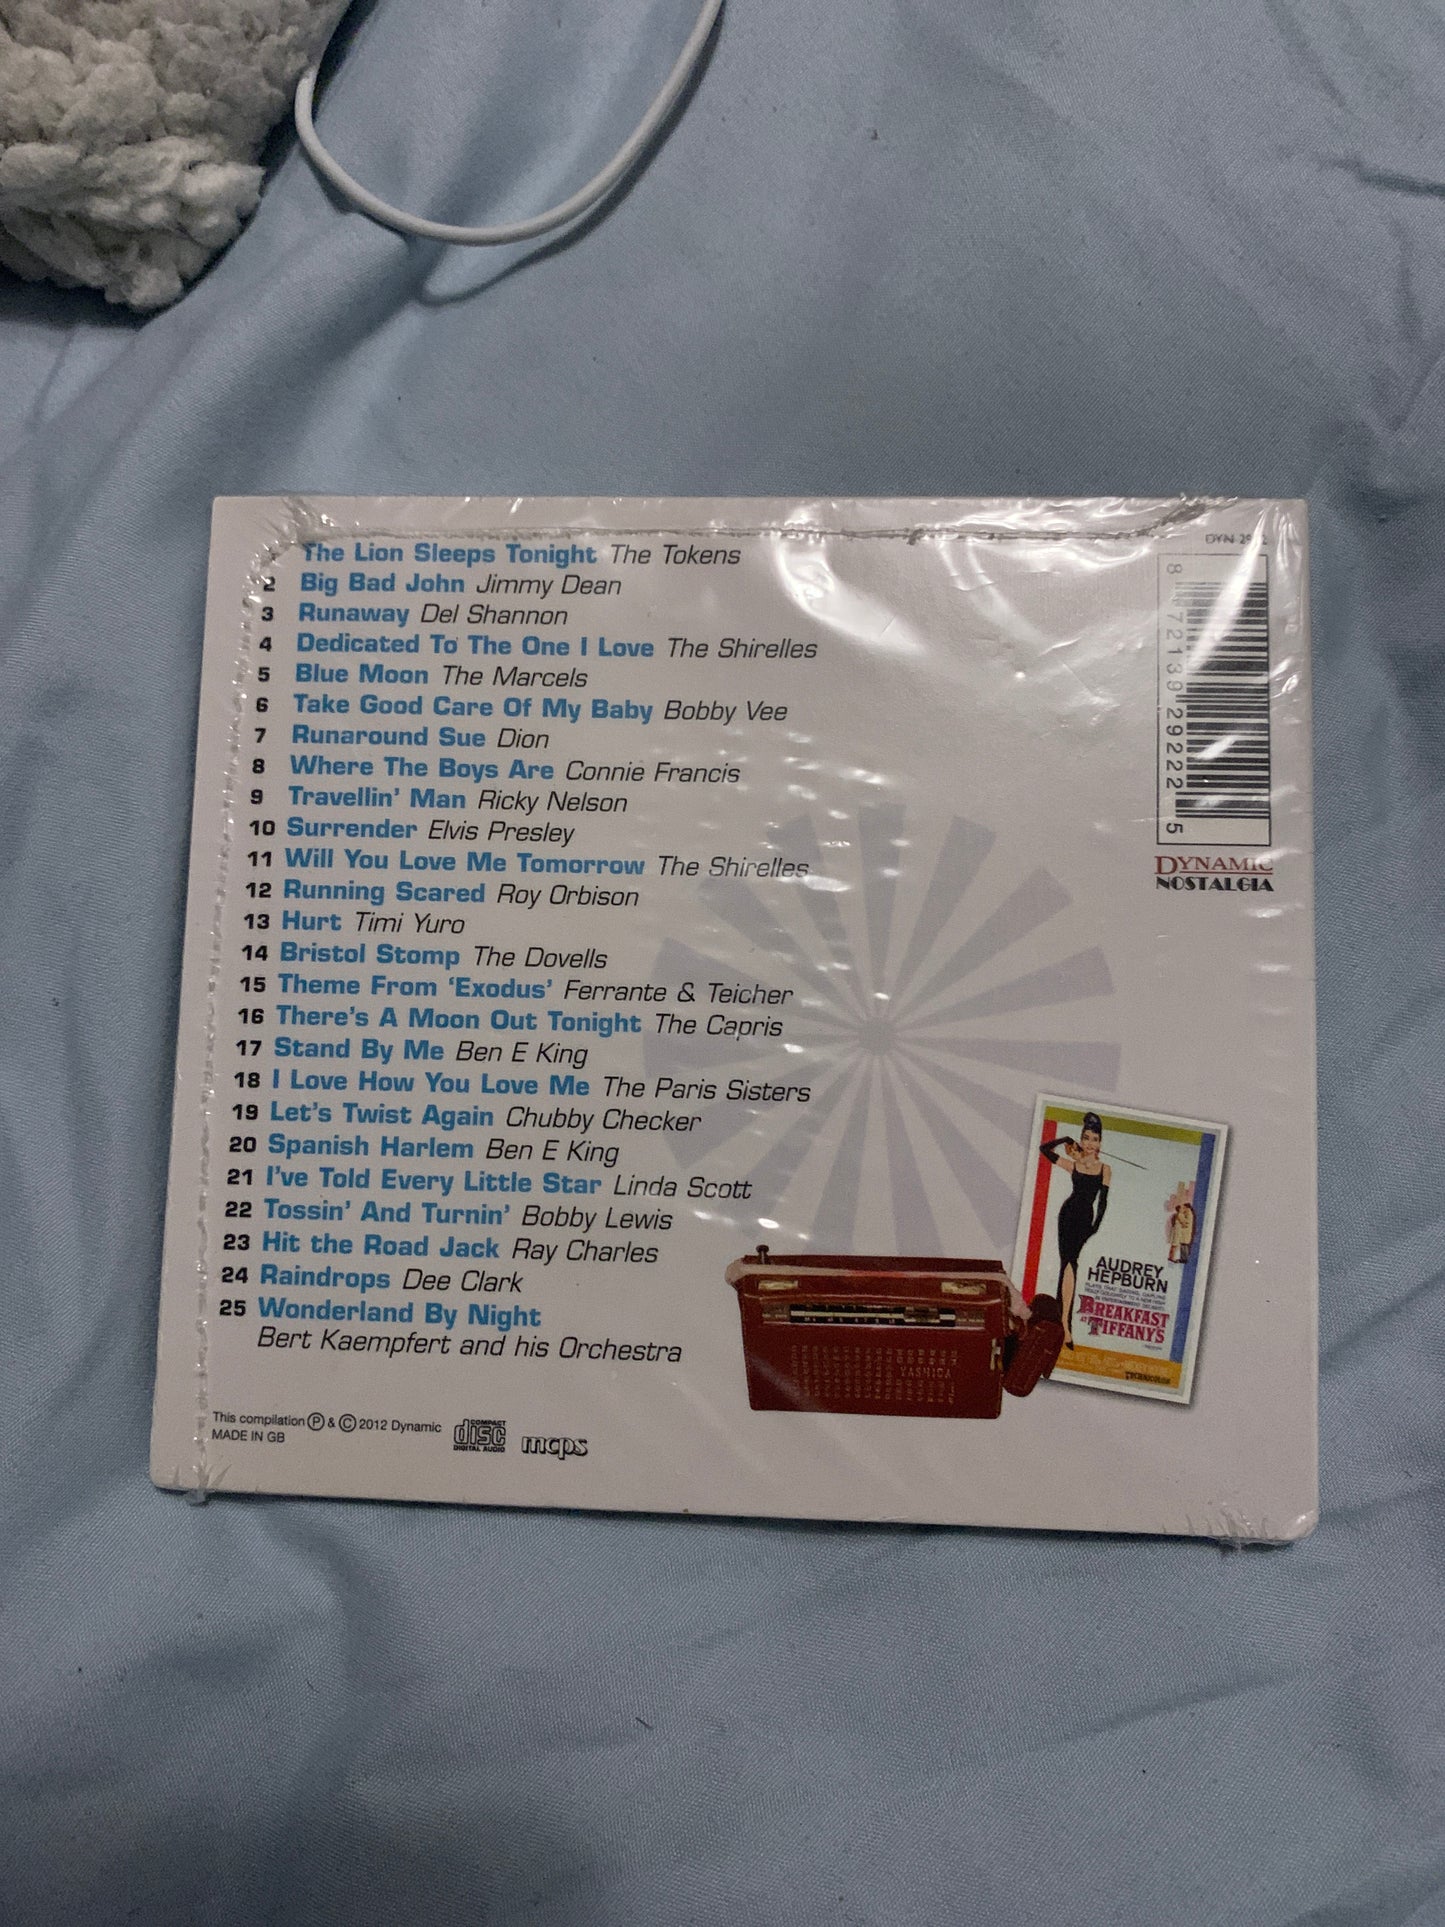 1 The Lion Sleeps Tonight The Tokens
2 Big Bad John Jimmy Dean
3 Runaway Del Shannon
4 Dedicated To The One I Love The Shirelles
5 Blue Moon The Marcels
6 Take Good Care Of My Baby Bobby Vee
7 Runaround Sue Dion
8 Where The Boys Are Connie Francis
9 Travellin' Man Ricky Nelson
10 Surrender Elvis Presley
11 Will You Love Me Tomorrow The Shirelles
12 Running Scared Roy Orbison
13 Hurt Timi Yuro
14 Bristol Stomp The Dovells
15 Theme From 'Exodus' Ferrante & Teicher
16 There's A Moon Out Tonight The Capris
17 Stand By Me Ben E King
18 I Love How You Love Me The Paris Sisters
19 Let's Twist Again Chubby Checker
20 Spanish Harlem Ben E King
21 I've Told Every Little Star Linda Scott
22 Tossin' And Turnin' Bobby Lewis
23 Hit the Road Jack Ray Charles
24 Raindrops Dee Clark
25 Wonderland By Night
Bert Kaempfert and his Orchestra
This compilation Ⓟ & © 2012 Dynamic
MADE IN GB
COMPACT
disc
DIGITAL AUDIO
mcps
DYN
29222 5
DYNAMIC
NOSTALGIA
YASHICA
AUDREY
HEPBURN
BREAKFAST
AT TIFFANY'S
TECHNICOLOR